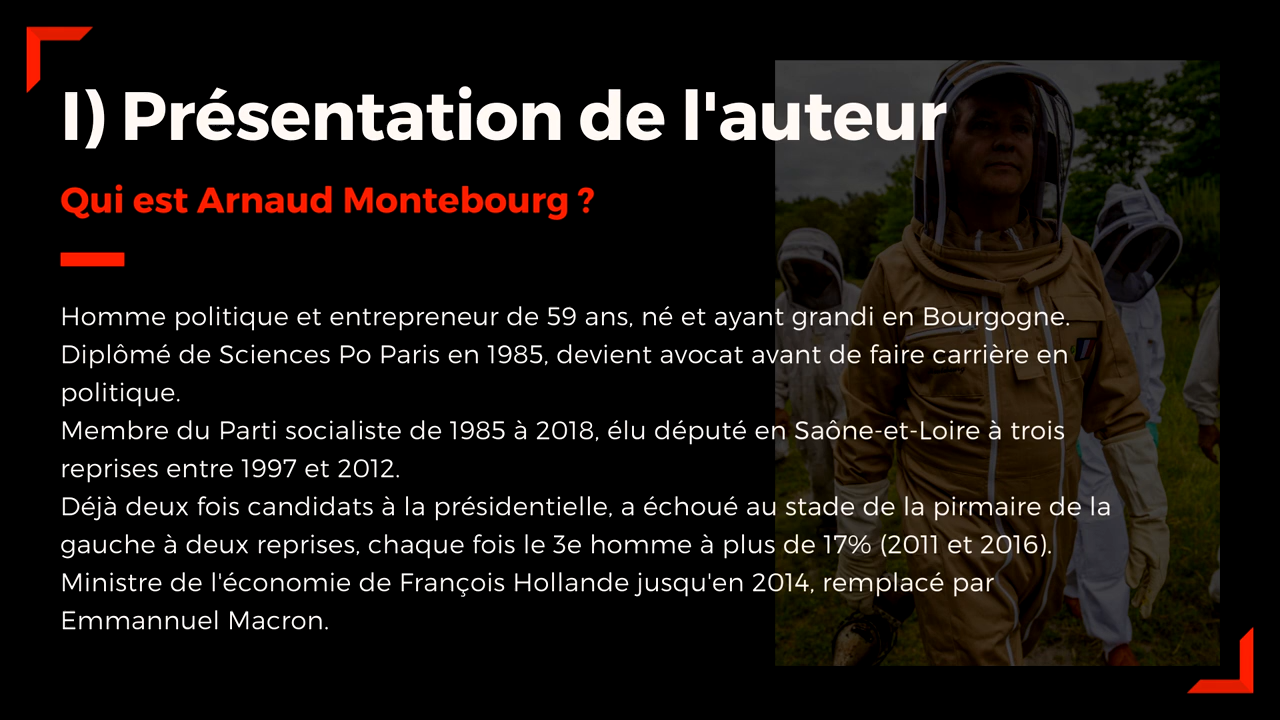 I) Présentation de l'auteur
Qui est Arnaud Montebourg ?
Homme politique et entrepreneur de 59 ans, né et ayant grandi en Bourgogne.
Diplômé de Sciences Po Paris en 1985, devient avocat avant de faire carrière en
politique.
Membre du Parti socialiste de 1985 à 2018, élu député en Saône-et-Loire à trois
reprises entre 1997 et 2012.
Déjà deux fois candidats à la présidentielle, a échoué au stade de la pirmaire de la
gauche à deux reprises, chaque fois le 3e homme à plus de 17% (2011 et 2016).
Ministre de l'économie de François Hollande jusqu'en 2014, remplacé par
Emmannuel Macron.